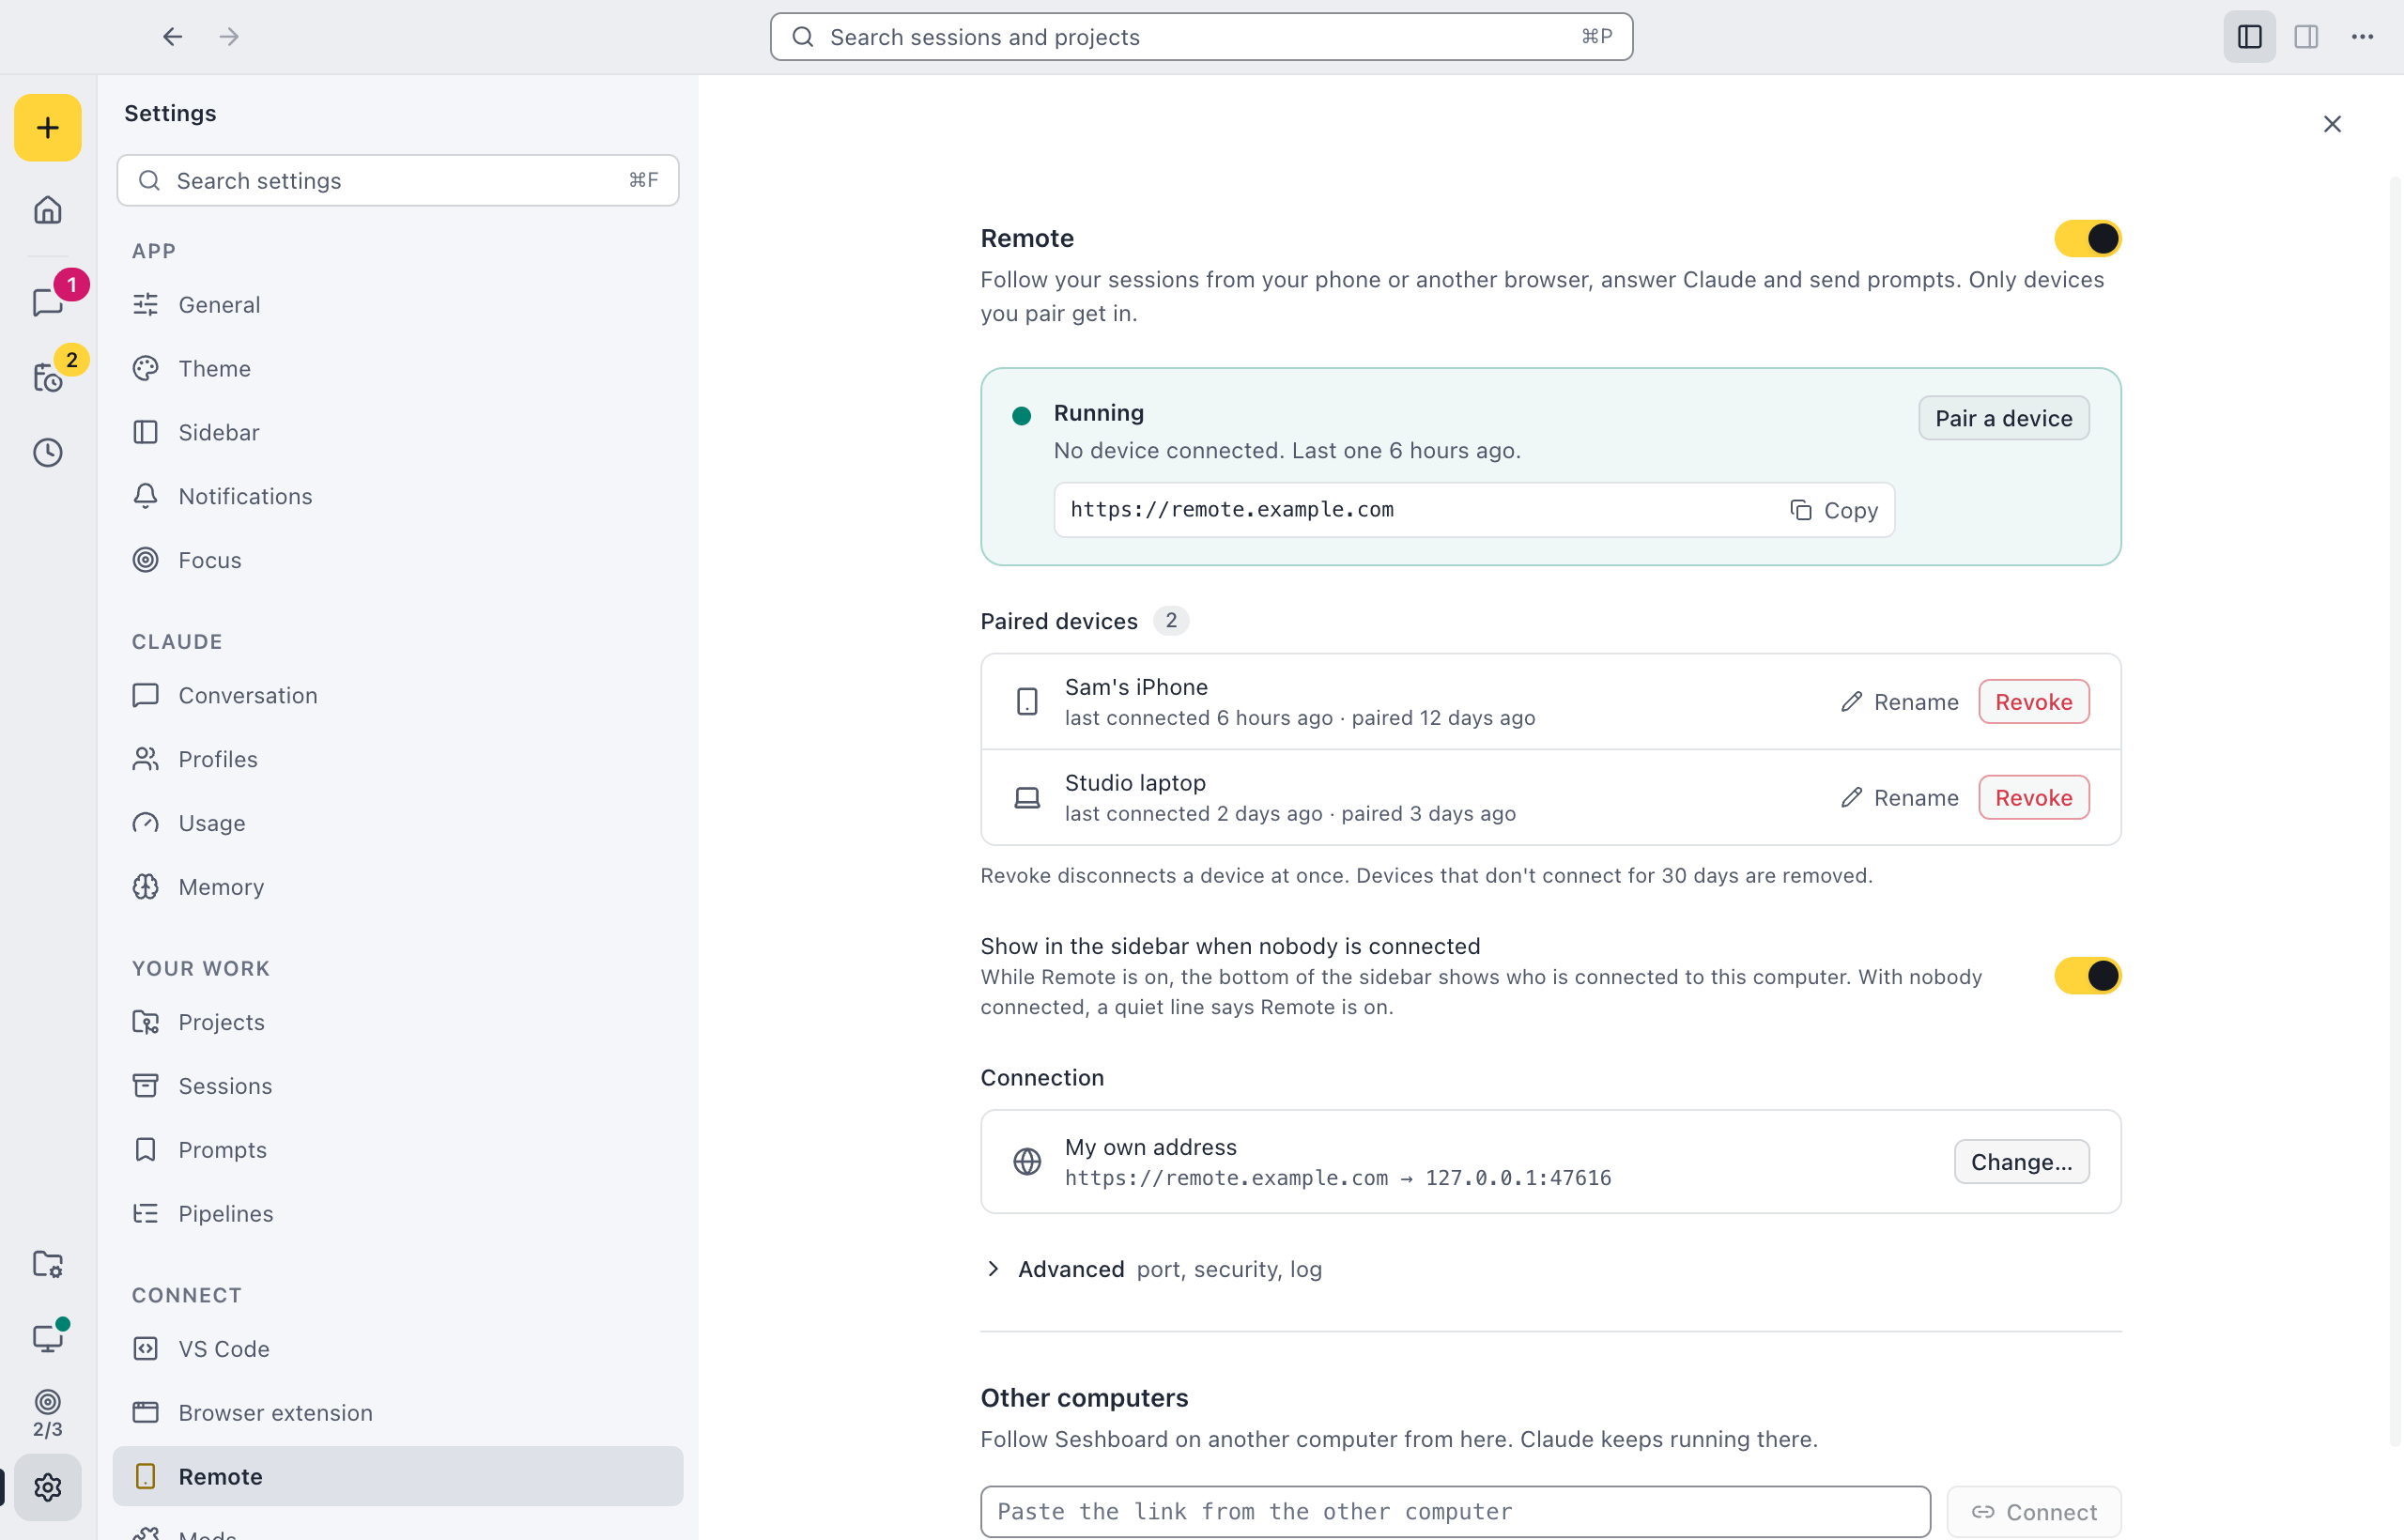 Search sessions and projects ⌘P
Settings
Search settings ⌘F
APP
General
Theme
Sidebar
Notifications
Focus
CLAUDE
Conversation
Profiles
Usage
Memory
YOUR WORK
Projects
Sessions
Prompts
Pipelines
CONNECT
VS Code
Browser extension
Remote
Mods
1
2
2/3
Remote
Follow your sessions from your phone or another browser, answer Claude and send prompts. Only devices
you pair get in.
Running
Pair a device
No device connected. Last one 6 hours ago.
https://remote.example.com
Copy
Paired devices 2
Sam's iPhone
last connected 6 hours ago · paired 12 days ago
Rename
Revoke
Studio laptop
last connected 2 days ago · paired 3 days ago
Rename
Revoke
Revoke disconnects a device at once. Devices that don't connect for 30 days are removed.
Show in the sidebar when nobody is connected
While Remote is on, the bottom of the sidebar shows who is connected to this computer. With nobody
connected, a quiet line says Remote is on.
Connection
My own address
https://remote.example.com → 127.0.0.1:47616
Change...
Advanced port, security, log
Other computers
Follow Seshboard on another computer from here. Claude keeps running there.
Paste the link from the other computer
Connect